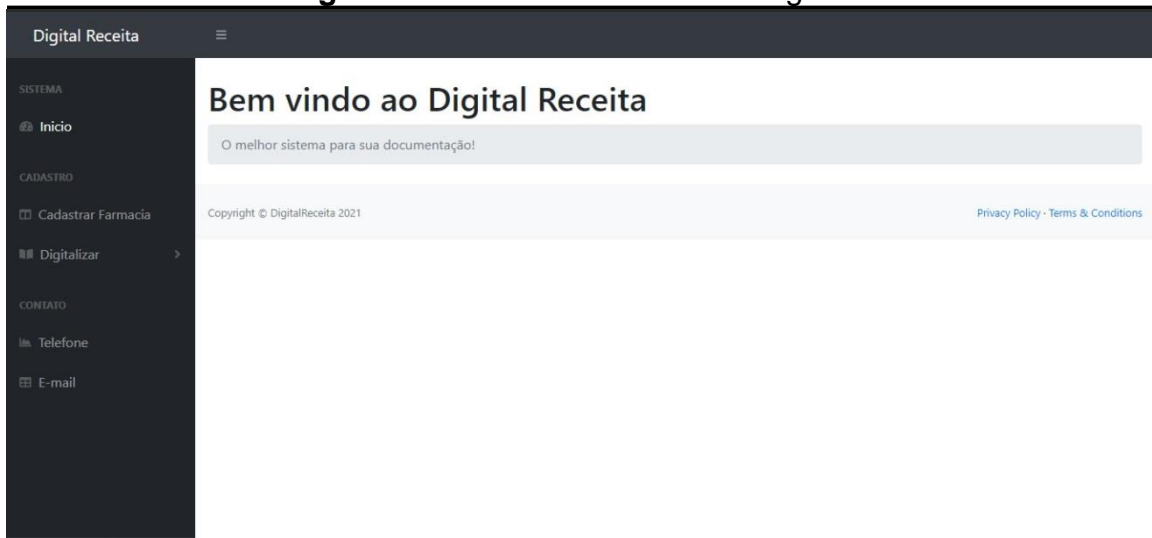 Digital Receita
SISTEMA
Inicio
CADASTRO
Cadastrar Farmacia
Digitalizar
CONTATO
Telefone
E-mail
Bem vindo ao Digital Receita
O melhor sistema para sua documentação!
Copyright © DigitalReceita 2021
Privacy Policy · Terms & Conditions